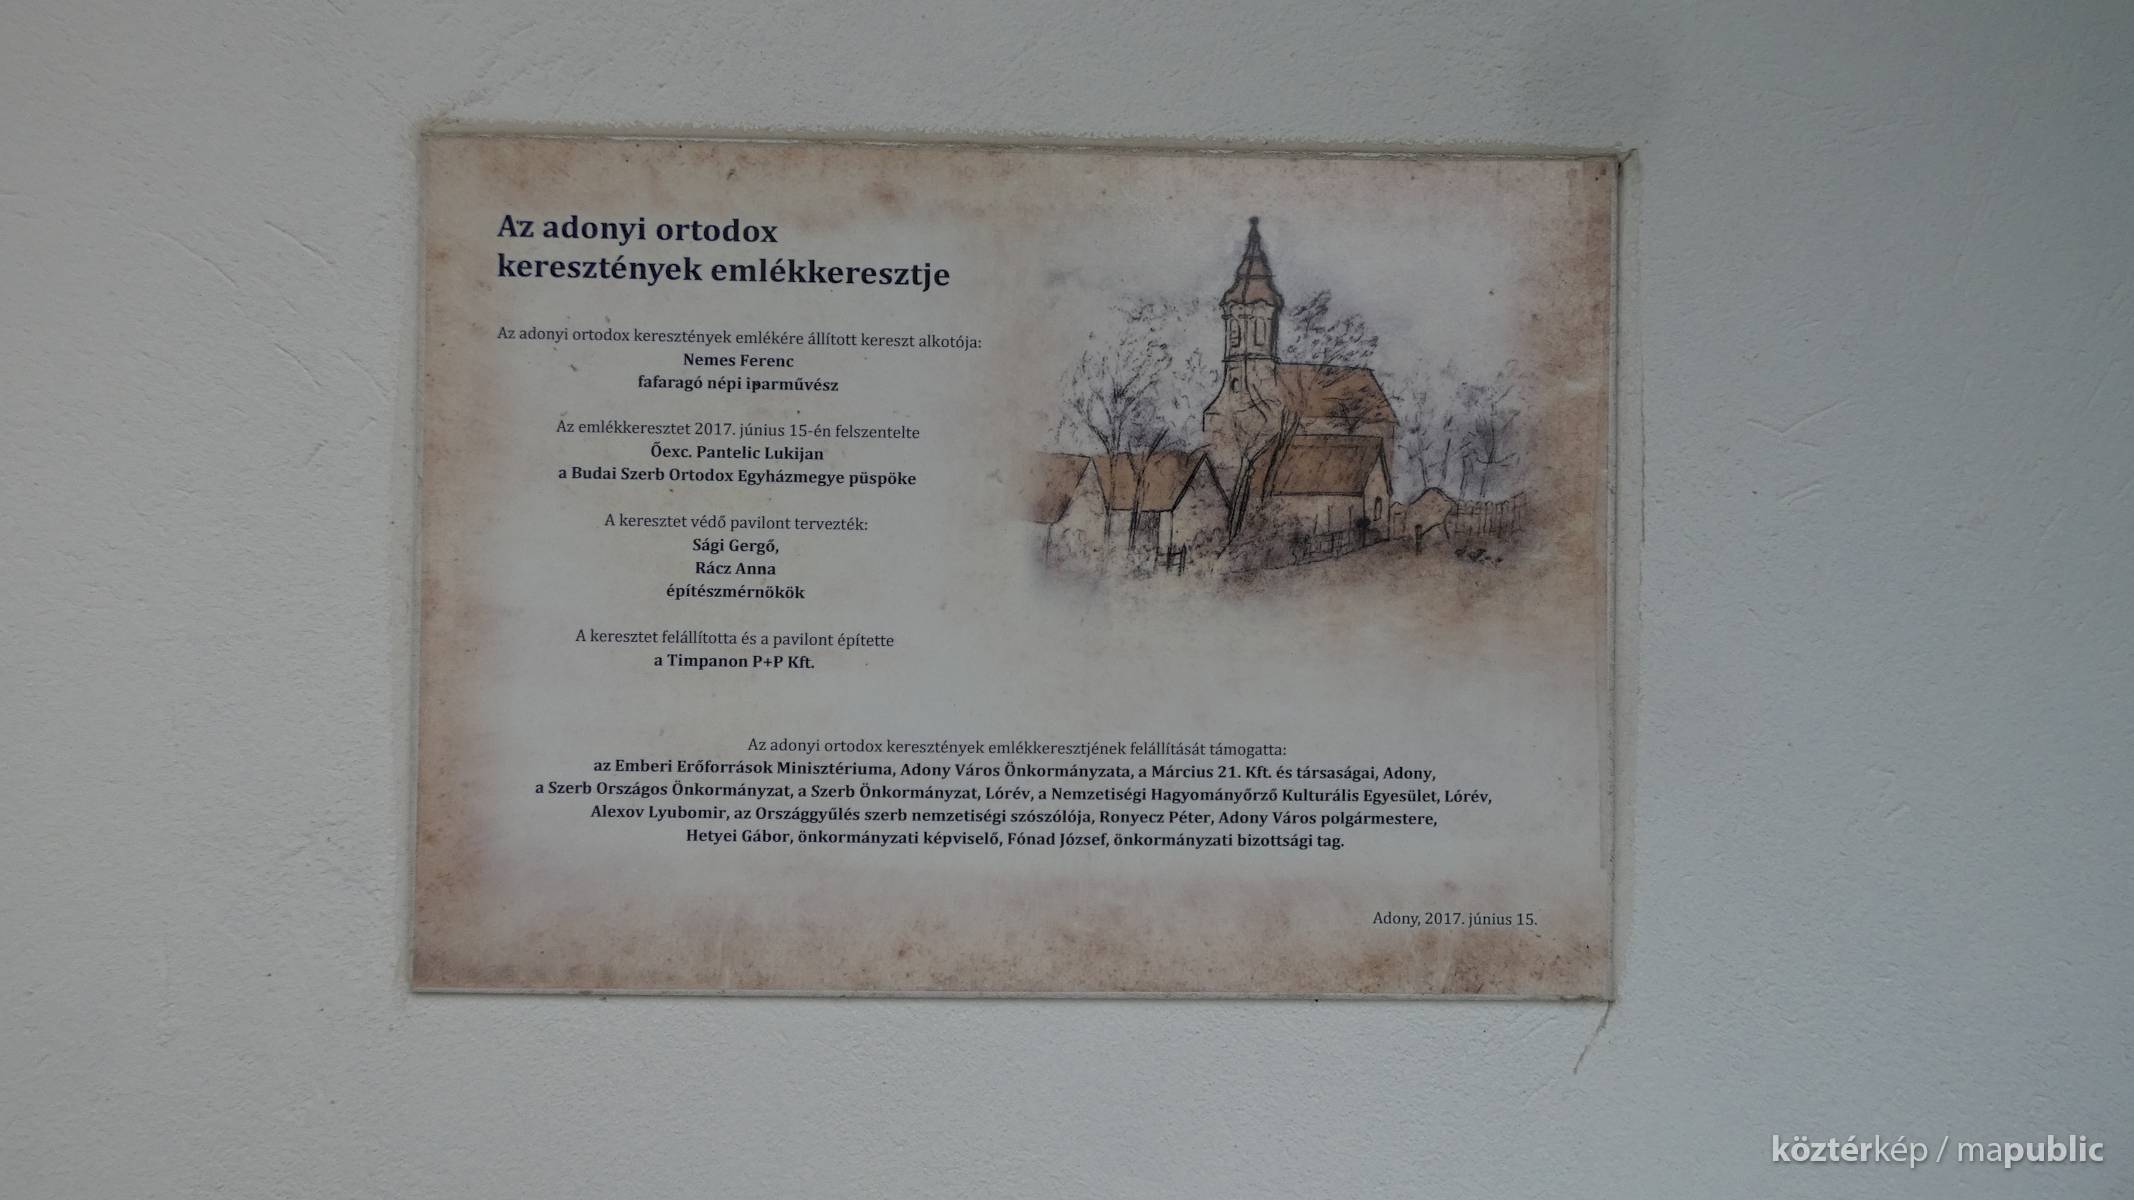 Az adonyi ortodox
keresztények emlékkeresztje
Az adonyi ortodox keresztények emlékére állított kereszt alkotója:
Nemes Ferenc
fafaragó népi iparművész
Az emlékkeresztet 2017. június 15-én felszentelte
Őexc. Pantelic Lukijan
a Budai Szerb Ortodox Egyházmegye püspöke
A keresztet védő pavilont tervezték:
Sági Gergő,
Rácz Anna
építészmérnökök
A keresztet felállította és a pavilont építette
a Timpanon P+P Kft.
Az adonyi ortodox keresztények emlékkeresztjének felállítását támogatta:
az Emberi Erőforrások Minisztériuma, Adony Város Önkormányzata, a Március 21. Kft. és társaságai, Adony,
a Szerb Országos Önkormányzat, a Szerb Önkormányzat, Lórév, a Nemzetiségi Hagyományőrző Kulturális Egyesület, Lórév,
Alexov Lyubomir, az Országgyűlés szerb nemzetiségi szószólója, Ronyecz Péter, Adony Város polgármestere,
Hetyei Gábor, önkormányzati képviselő, Fónad József, önkormányzati bizottsági tag.
Adony, 2017. június 15.
köztérkép / mapublic